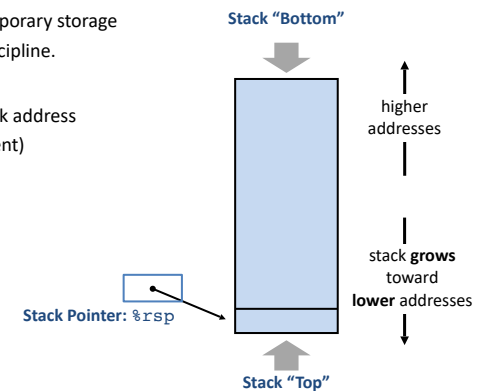 porary storage
cipline.
k address
nt)
Stack “Bottom”
higher
addresses
stack grows
toward
lower addresses
Stack Pointer: %rsp
Stack “Top”